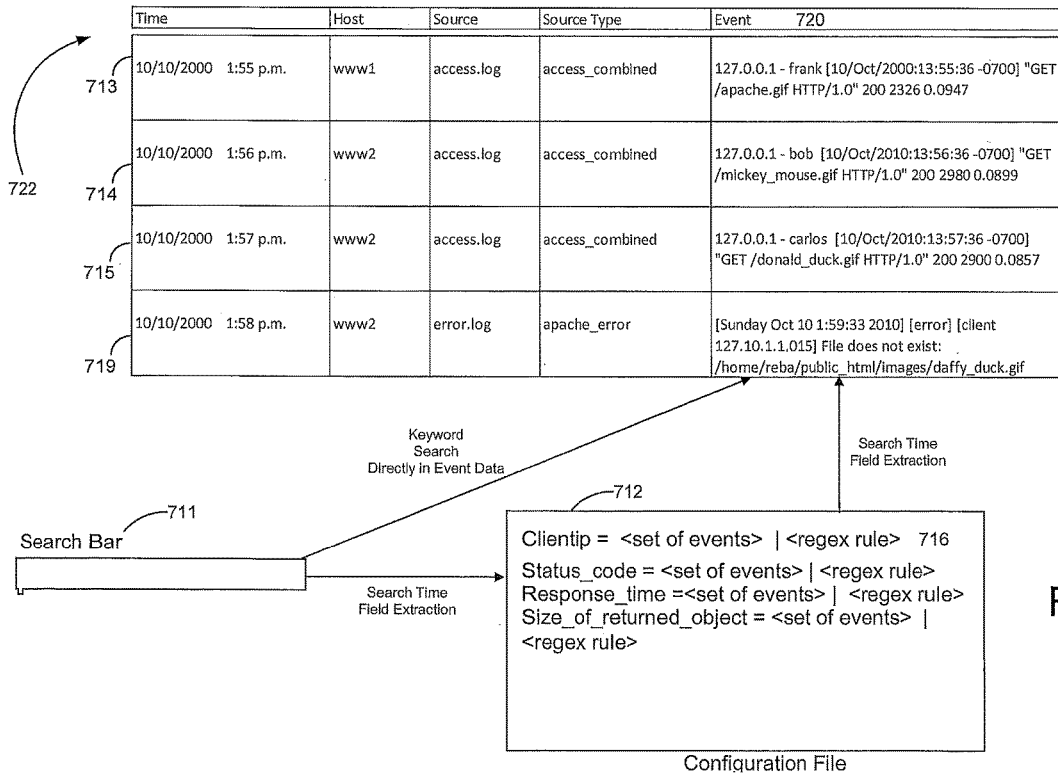 Time Host Source Source Type Event 720
10/10/2000 1:55 p.m. www1 access.log access_combined 127.0.0.1 - frank [10/Oct/2000:13:55:36 -0700] "GET
/apache.gif HTTP/1.0" 200 2326 0.0947
713
10/10/2000 1:56 p.m. www2 access.log access_combined 127.0.0.1 - bob [10/Oct/2010:13:56:36 -0700] "GET
/mickey_mouse.gif HTTP/1.0" 200 2980 0.0899
722
714
10/10/2000 1:57 p.m. www2 access.log access_combined 127.0.0.1 - carlos [10/Oct/2010:13:57:36 -0700]
"GET /donald_duck.gif HTTP/1.0" 200 2900 0.0857
715
10/10/2000 1:58 p.m. www2 error.log apache_error [Sunday Oct 10 1:59:33 2010] [error] [client
127.10.1.1.015] File does not exist:
/home/reba/public_html/images/daffy_duck.gif
719
Keyword
Search
Directly in Event Data
Search Time
Field Extraction
711
Search Bar
Search Time
Field Extraction
712
Clientip = <set of events> | <regex rule> 716
Status_code = <set of events> | <regex rule>
Response_time =<set of events> | <regex rule>
Size_of_returned_object = <set of events> |
<regex rule>
Configuration File